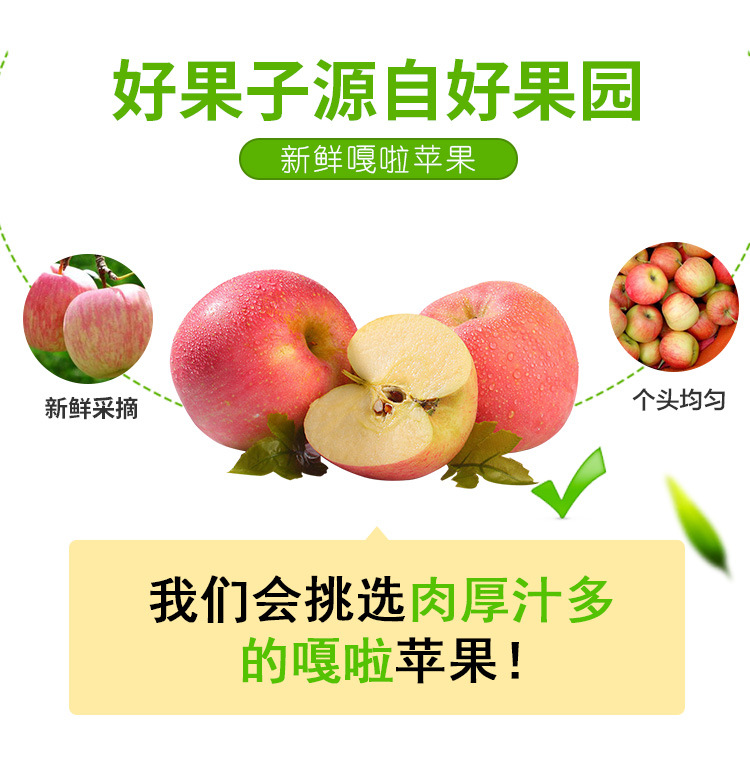 好果子源自好果园
新鲜嘎啦苹果
新鲜采摘
个头均匀
我们会挑选肉厚汁多
的嘎啦苹果！